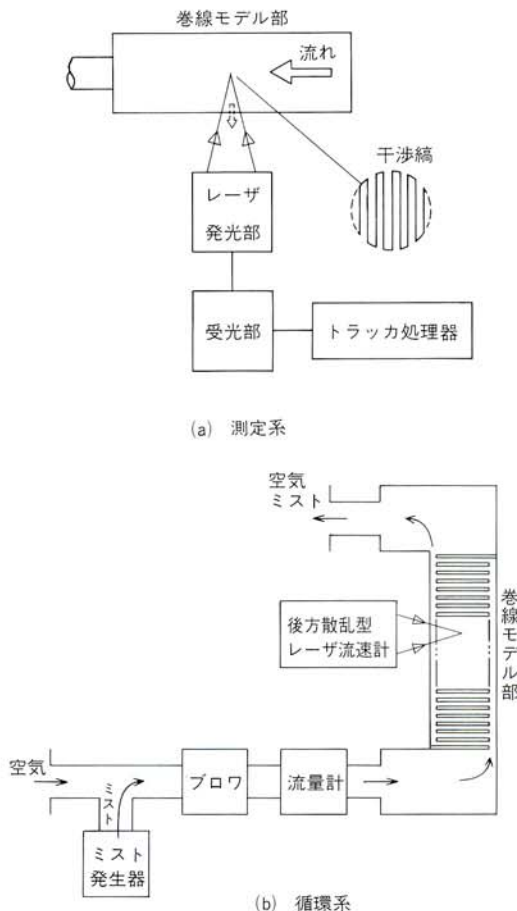 巻線モデル部
流れ
干渉縞
レーザ
発光部
受光部
トラッカ処理器
(a) 測定系
空気
ミスト
後方散乱型
レーザ流速計
巻線モデル部
空気
ミスト
ブロワ
流量計
ミスト
発生器
(b) 循環系